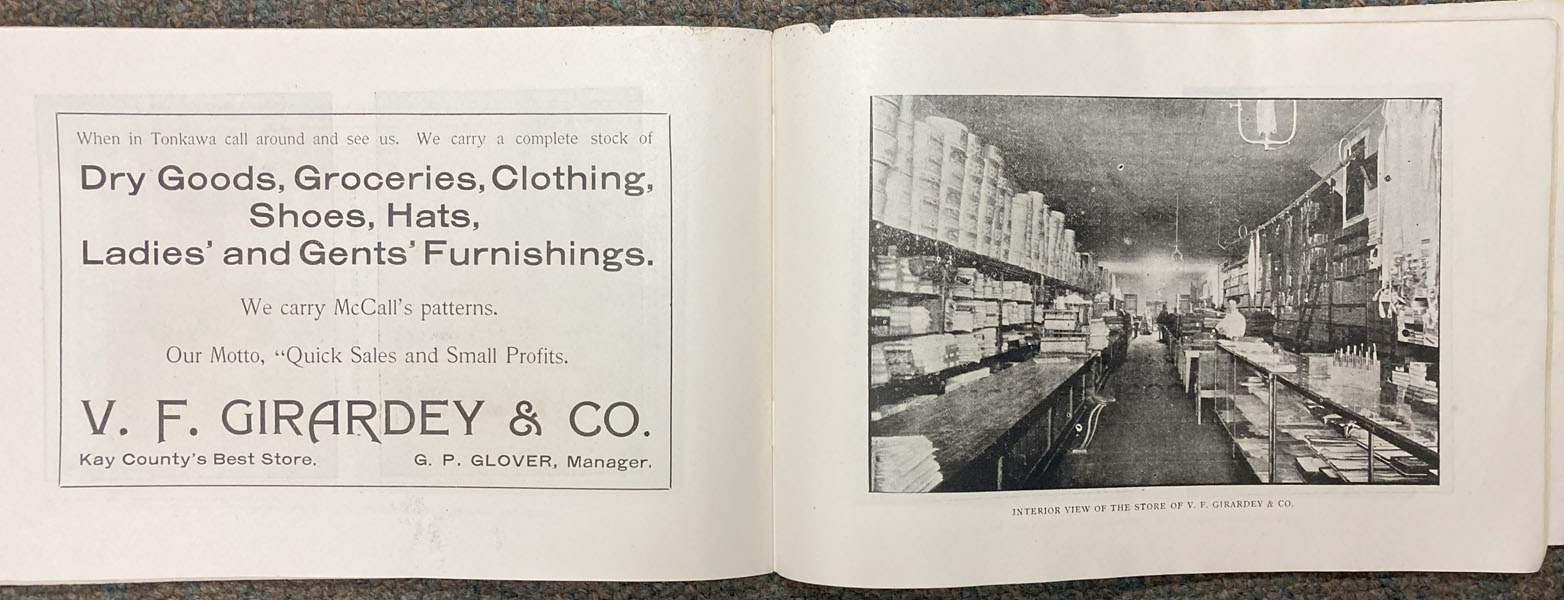 When in Tonkawa call around and see us. We carry a complete stock of
Dry Goods, Groceries, Clothing,
Shoes, Hats,
Ladies' and Gents' Furnishings.
We carry McCall's patterns.
Our Motto, “Quick Sales and Small Profits.
V. F. GIRARDEY & CO.
Kay County's Best Store. G. P. GLOVER, Manager.
INTERIOR VIEW OF THE STORE OF V. F. GIRARDEY & CO.